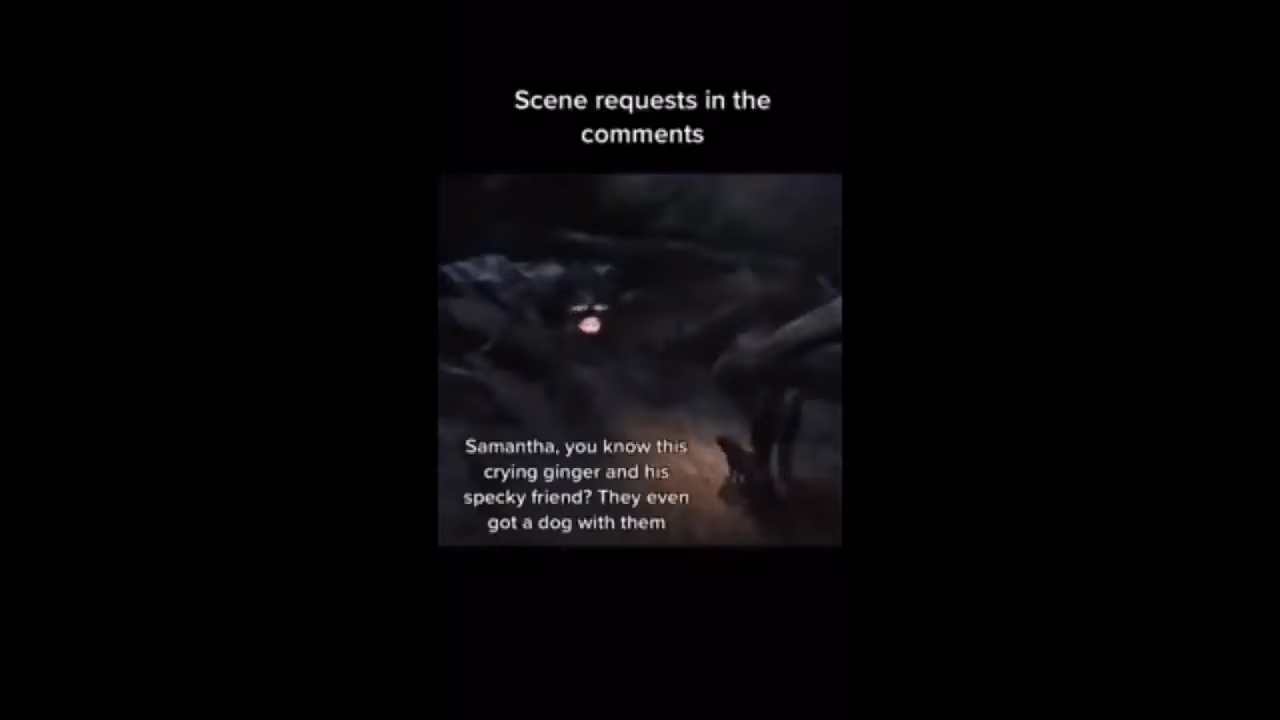 Scene requests in the
comments
Samantha, you know this
crying ginger and his
specky friend? They even
got a dog with them